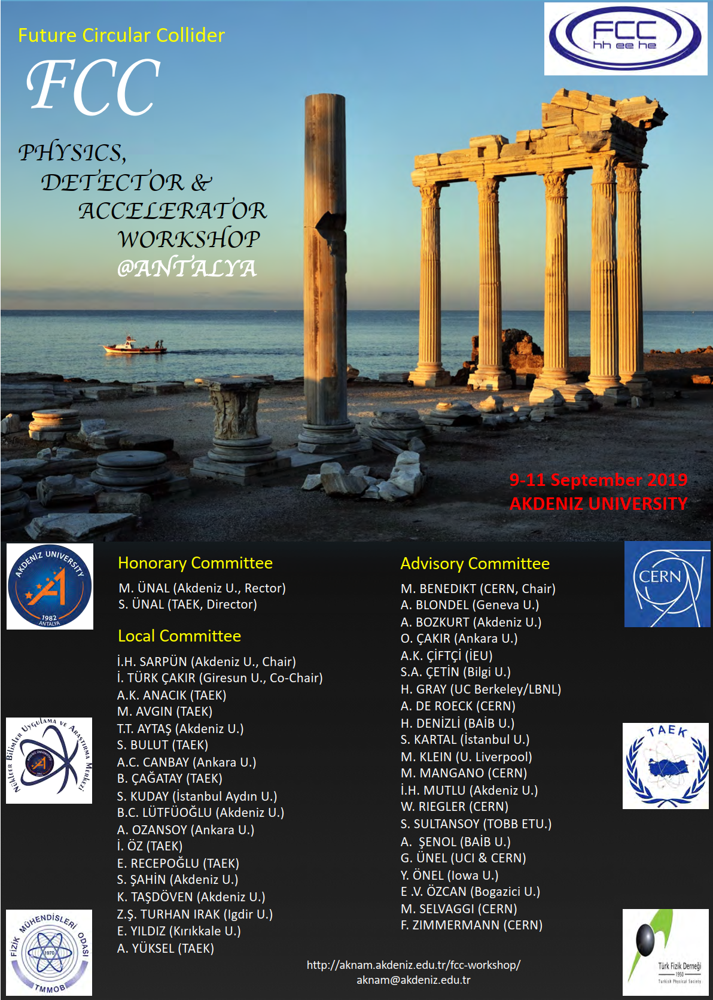 Future Circular Collider
FCC
hh ee he
FCC
PHYSICS,
DETECTOR &
ACCELERATOR
WORKSHOP
@ANTALYA
9-11 September 2019
AKDENIZ UNIVERSITY
AKDENİZ UNIVERSITY
1982
ANTALYA
Honorary Committee
M. ÜNAL (Akdeniz U., Rector)
S. ÜNAL (TAEK, Director)
Local Committee
İ.H. SARPÜN (Akdeniz U., Chair)
İ. TÜRK ÇAKIR (Giresun U., Co-Chair)
A.K. ANACIK (TAEK)
M. AVGIN (TAEK)
T.T. AYTAŞ (Akdeniz U.)
S. BULUT (TAEK)
A.C. CANBAY (Ankara U.)
B. ÇAĞATAY (TAEK)
S. KUDAY (İstanbul Aydın U.)
B.C. LÜTFÜOĞLU (Akdeniz U.)
A. OZANSOY (Ankara U.)
İ. ÖZ (TAEK)
E. RECEPOĞLU (TAEK)
S. ŞAHİN (Akdeniz U.)
K. TAŞDÖVEN (Akdeniz U.)
Z.Ş. TURHAN IRAK (Igdir U.)
E. YILDIZ (Kırıkkale U.)
A. YÜKSEL (TAEK)
Advisory Committee
M. BENEDIKT (CERN, Chair)
A. BLONDEL (Geneva U.)
A. BOZKURT (Akdeniz U.)
O. ÇAKIR (Ankara U.)
A.K. ÇİFTÇİ (İEU)
S.A. ÇETİN (Bilgi U.)
H. GRAY (UC Berkeley/LBNL)
A. DE ROECK (CERN)
H. DENİZLİ (BAİB U.)
S. KARTAL (İstanbul U.)
M. KLEIN (U. Liverpool)
M. MANGANO (CERN)
İ.H. MUTLU (Akdeniz U.)
W. RIEGLER (CERN)
S. SULTANSOY (TOBB ETU.)
A.  ŞENOL (BAİB U.)
G. ÜNEL (UCI & CERN)
Y. ÖNEL (Iowa U.)
E .V. ÖZCAN (Bogazici U.)
M. SELVAGGI (CERN)
F. ZIMMERMANN (CERN)
CERN
Nükleer Bilimler Uygulama ve Araştırma Merkezi
TAEK
FİZİK MÜHENDİSLERİ ODASI
1970
TMMOB
Türk Fizik Derneği
1950
Turkish Physical Society
http://aknam.akdeniz.edu.tr/fcc-workshop/
aknam@akdeniz.edu.tr